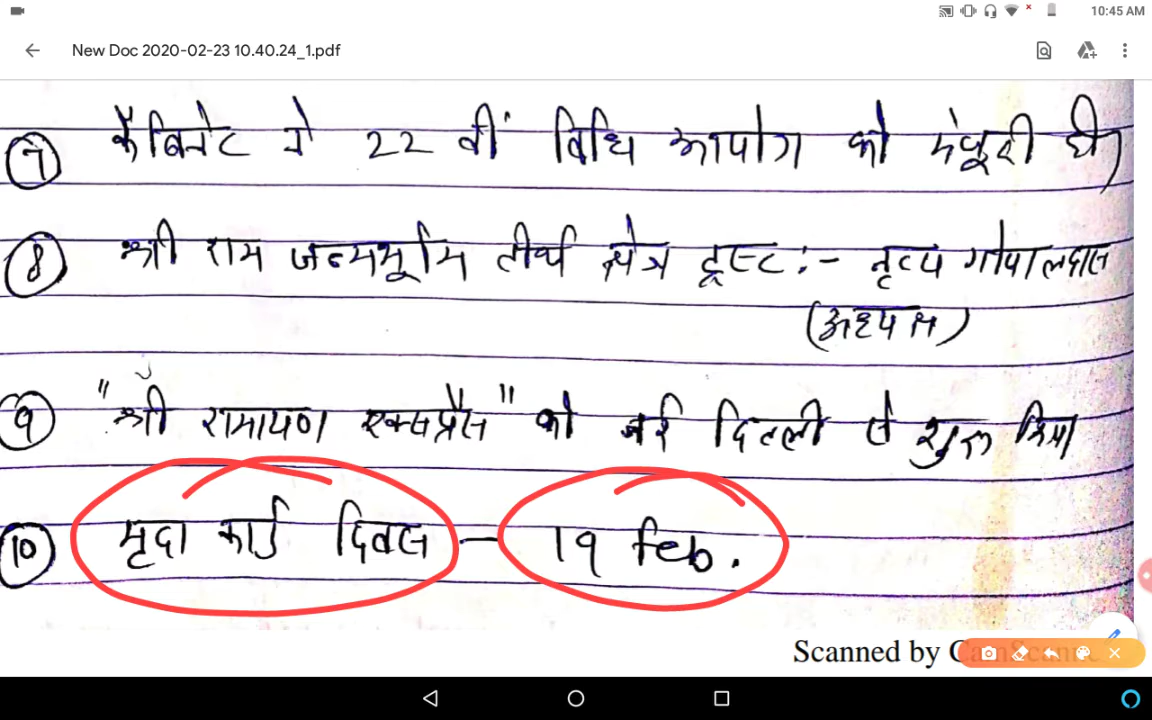 10:45 AM
New Doc 2020-02-23 10.40.24_1.pdf
7 कैबिनेट ने 22 वीं विधि आयोग को मंजूरी दी
8 श्री राम जन्मभूमि तीर्थ क्षेत्र ट्रस्ट :- नृत्य गोपालदास
(अध्यक्ष)
9 "श्री रामायण एक्सप्रैस" को नई दिल्ली से शुरू किया
10 मृदा कार्ड दिवस - 19 feb.
Scanned by CamScanne